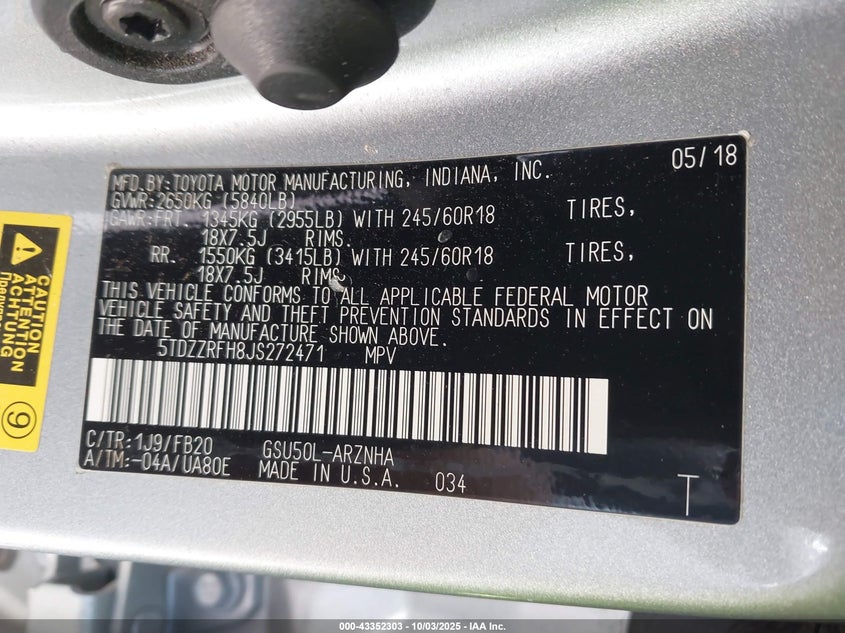 MFD.BY:TOYOTA MOTOR MANUFACTURING, INDIANA, INC. 05/18
GVWR:2650KG (5840LB)
GAWR:FRT. 1345KG (2955LB) WITH 245/60R18 TIRES,
18X7.5J RIMS.
RR. 1550KG (3415LB) WITH 245/60R18 TIRES,
18X7.5J RIMS
THIS VEHICLE CONFORMS TO ALL APPLICABLE FEDERAL MOTOR
VEHICLE SAFETY AND THEFT PREVENTION STANDARDS IN EFFECT ON
THE DATE OF MANUFACTURE SHOWN ABOVE.
5TDZZRFH8JS272471 MPV
C/TR:1J9/FB20 GSU50L-ARZNHA
A/TM:-04A/UA80E MADE IN U.S.A. 034 T
CAUTION
ATTENTION
ACHTUNG
9
000-43352303 | 10/03/2025 - IAA Inc.